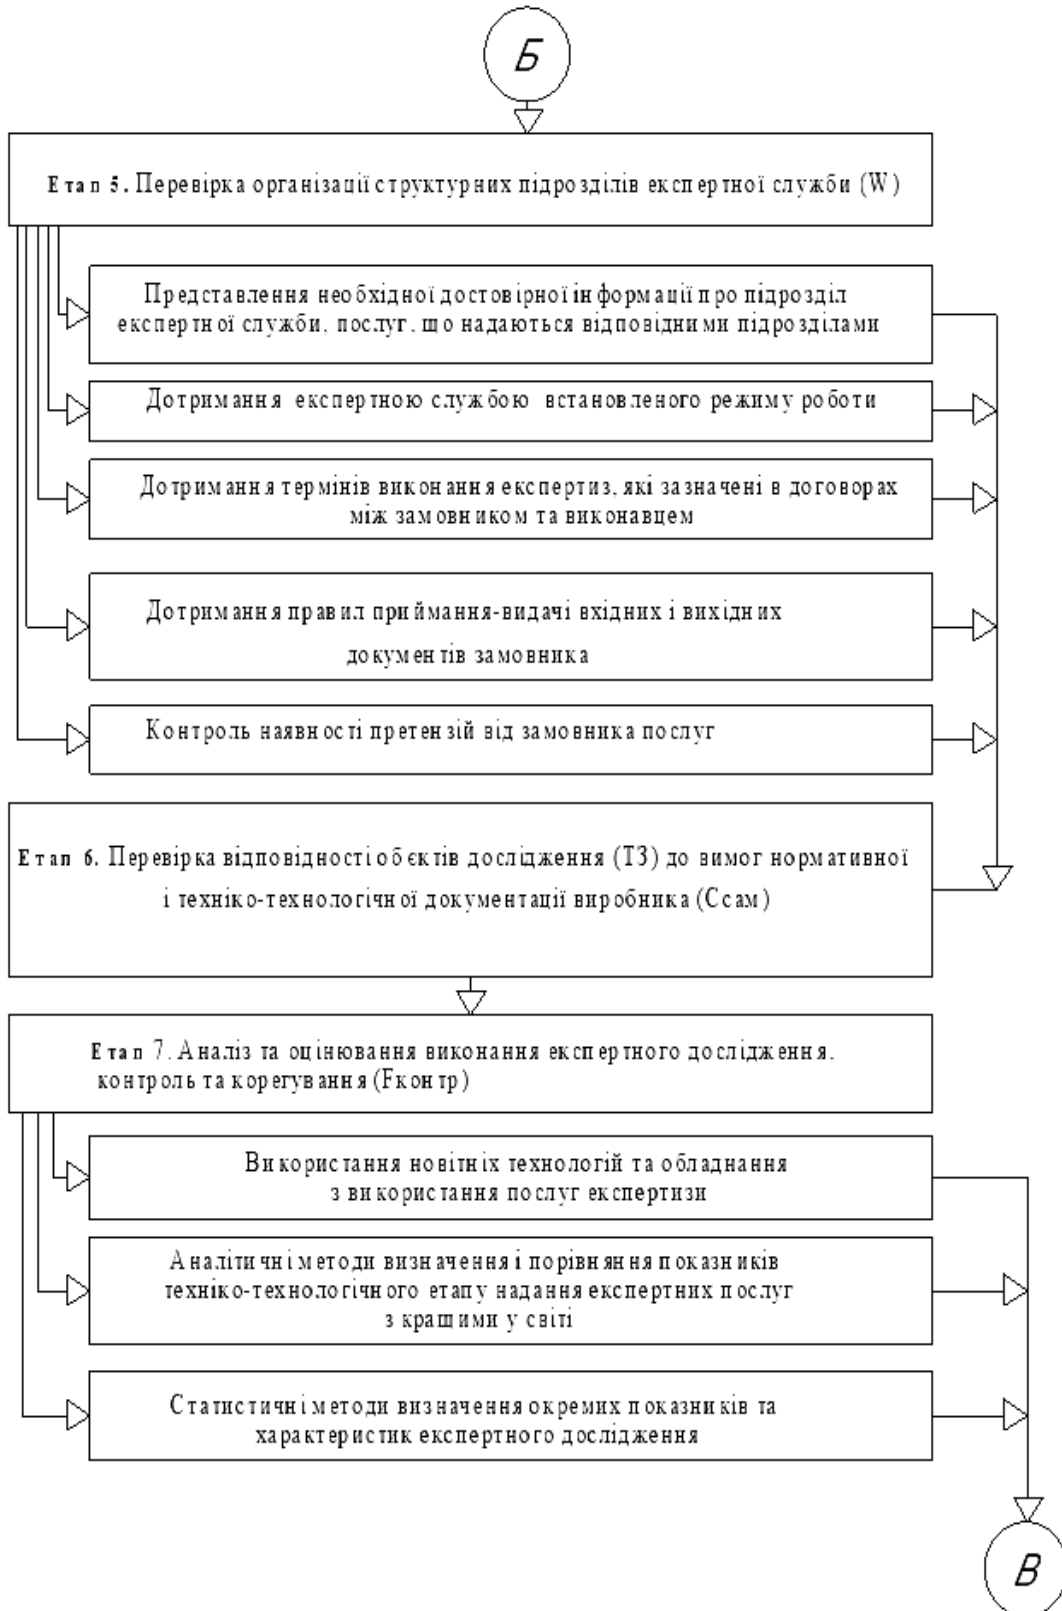 Б
Етап 5. Перевірка організації структурних підрозділів експертної служби (W)
Представлення необхідної достовірної інформації про підрозділ
експертної служби, послуг, що надаються відповідними підрозділами
Дотримання експертною службою встановленого режиму роботи
Дотримання термінів виконання експертиз, які зазначені в договорах
між замовником та виконавцем
Дотримання правил приймання-видачі вхідних і вихідних
документів замовника
Контроль наявності претензій від замовника послуг
Етап 6. Перевірка відповідності обєктів дослідження (ТЗ) до вимог нормативної
і техніко-технологічної документації виробника (Ссам)
Етап 7. Аналіз та оцінювання виконання експертного дослідження,
контроль та корегування (Fконтр)
Використання новітніх технологій та обладнання
з використання послуг експертизи
Аналітичні методи визначення і порівняння показників
техніко-технологічного етапу надання експертних послуг
з кращими у світі
Статистичні методи визначення окремих показників та
характеристик експертного дослідження
В